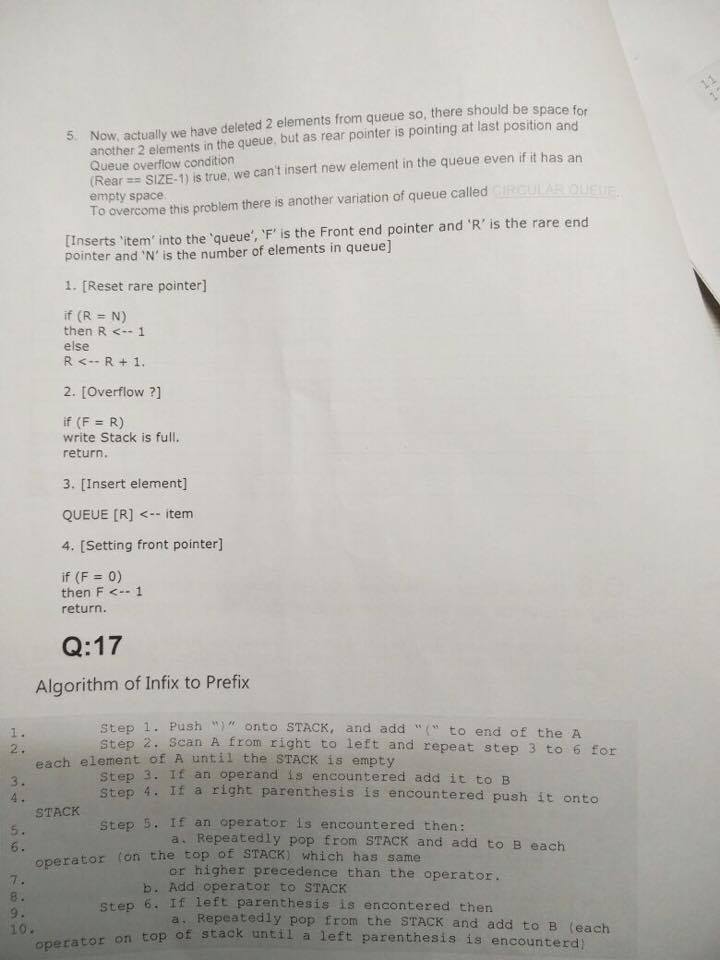 5. Now, actually we have deleted 2 elements from queue so, there should be space for
another 2 elements in the queue, but as rear pointer is pointing at last position and
Queue overflow condition
(Rear == SIZE-1) is true, we can't insert new element in the queue even if it has an
empty space.
To overcome this problem there is another variation of queue called CIRCULAR QUEUE.
[Inserts 'item' into the 'queue', 'F' is the Front end pointer and 'R' is the rare end
pointer and 'N' is the number of elements in queue]
1. [Reset rare pointer]
if (R = N)
then R <-- 1
else
R <-- R + 1.
2. [Overflow ?]
if (F = R)
write Stack is full.
return.
3. [Insert element]
QUEUE [R] <-- item
4. [Setting front pointer]
if (F = 0)
then F <-- 1
return.
Q:17
Algorithm of Infix to Prefix
1. Step 1. Push ")" onto STACK, and add "(" to end of the A
2. Step 2. Scan A from right to left and repeat step 3 to 6 for
each element of A until the STACK is empty
3. Step 3. If an operand is encountered add it to B
4. Step 4. If a right parenthesis is encountered push it onto
STACK
5. Step 5. If an operator is encountered then:
6. a. Repeatedly pop from STACK and add to B each
operator (on the top of STACK) which has same
7. or higher precedence than the operator.
8. b. Add operator to STACK
9. Step 6. If left parenthesis is encontered then
10. a. Repeatedly pop from the STACK and add to B (each
operator on top of stack until a left parenthesis is encounterd)